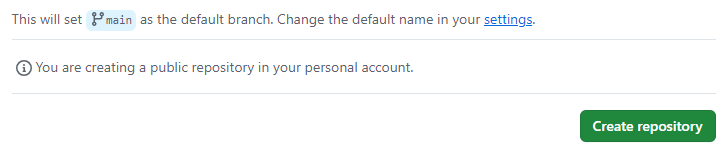 This will set main as the default branch. Change the default name in your settings.
You are creating a public repository in your personal account.
Create repository